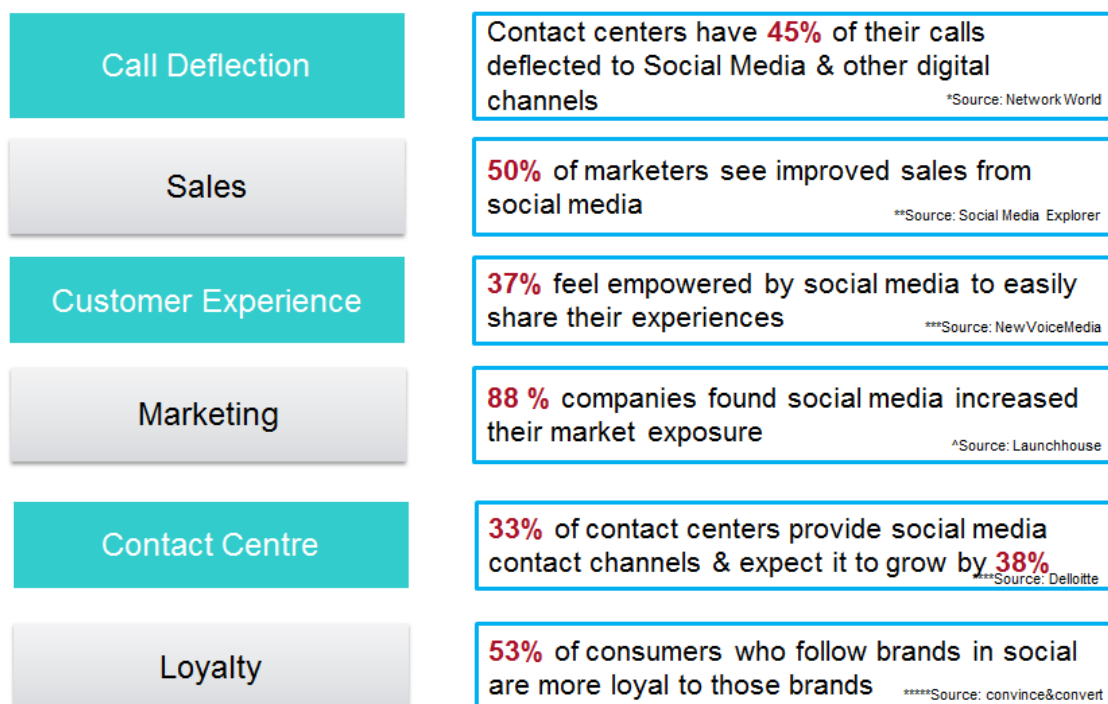 Call Deflection
Contact centers have 45% of their calls
deflected to Social Media & other digital
channels
*Source: Network World
Sales
50% of marketers see improved sales from
social media
**Source: Social Media Explorer
Customer Experience
37% feel empowered by social media to easily
share their experiences
***Source: NewVoiceMedia
Marketing
88 % companies found social media increased
their market exposure
^Source: Launchhouse
Contact Centre
33% of contact centers provide social media
contact channels & expect it to grow by 38%
****Source: Delloitte
Loyalty
53% of consumers who follow brands in social
are more loyal to those brands
*****Source: convince&convert